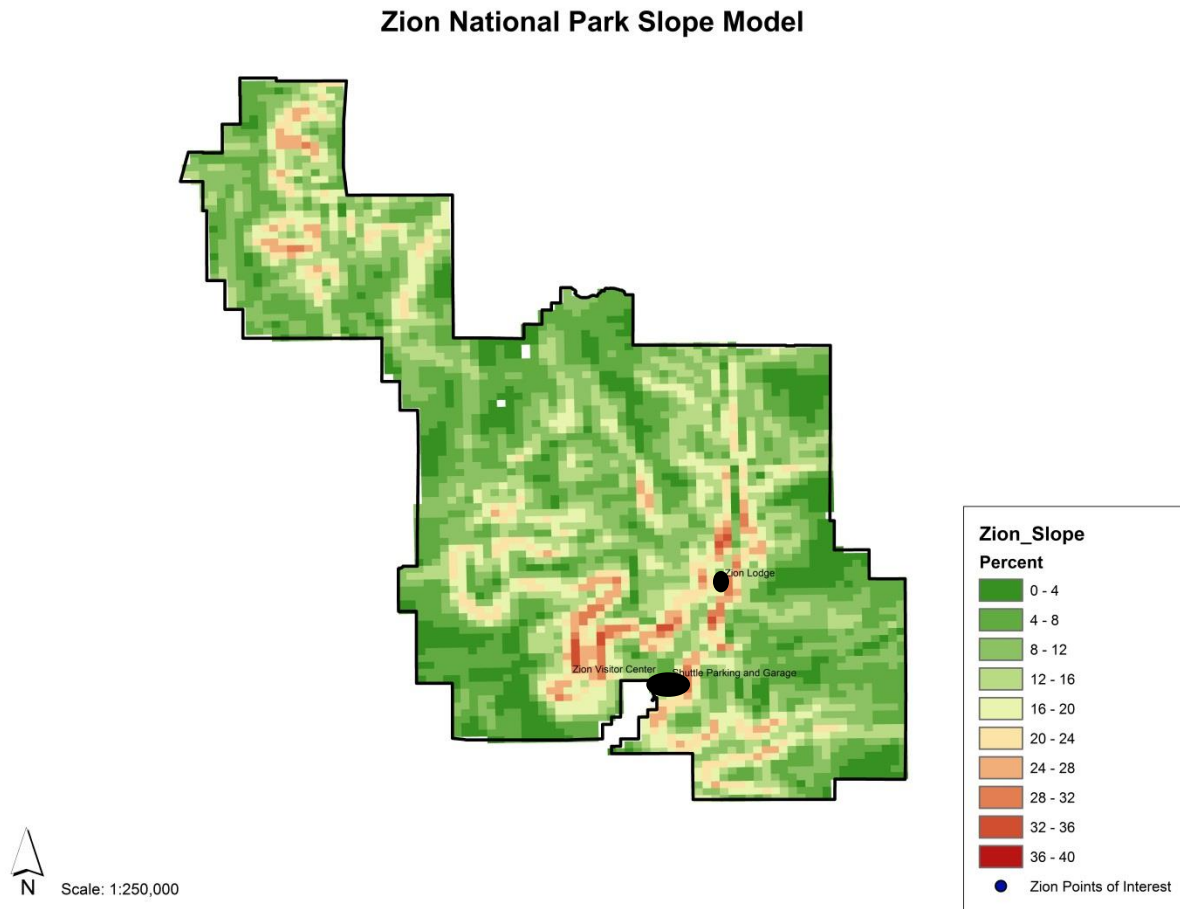 Zion National Park Slope Model
Zion Lodge
Zion Visitor Center
Shuttle Parking and Garage
Zion_Slope
Percent
0 - 4
4 - 8
8 - 12
12 - 16
16 - 20
20 - 24
24 - 28
28 - 32
32 - 36
36 - 40
Zion Points of Interest
N
Scale: 1:250,000